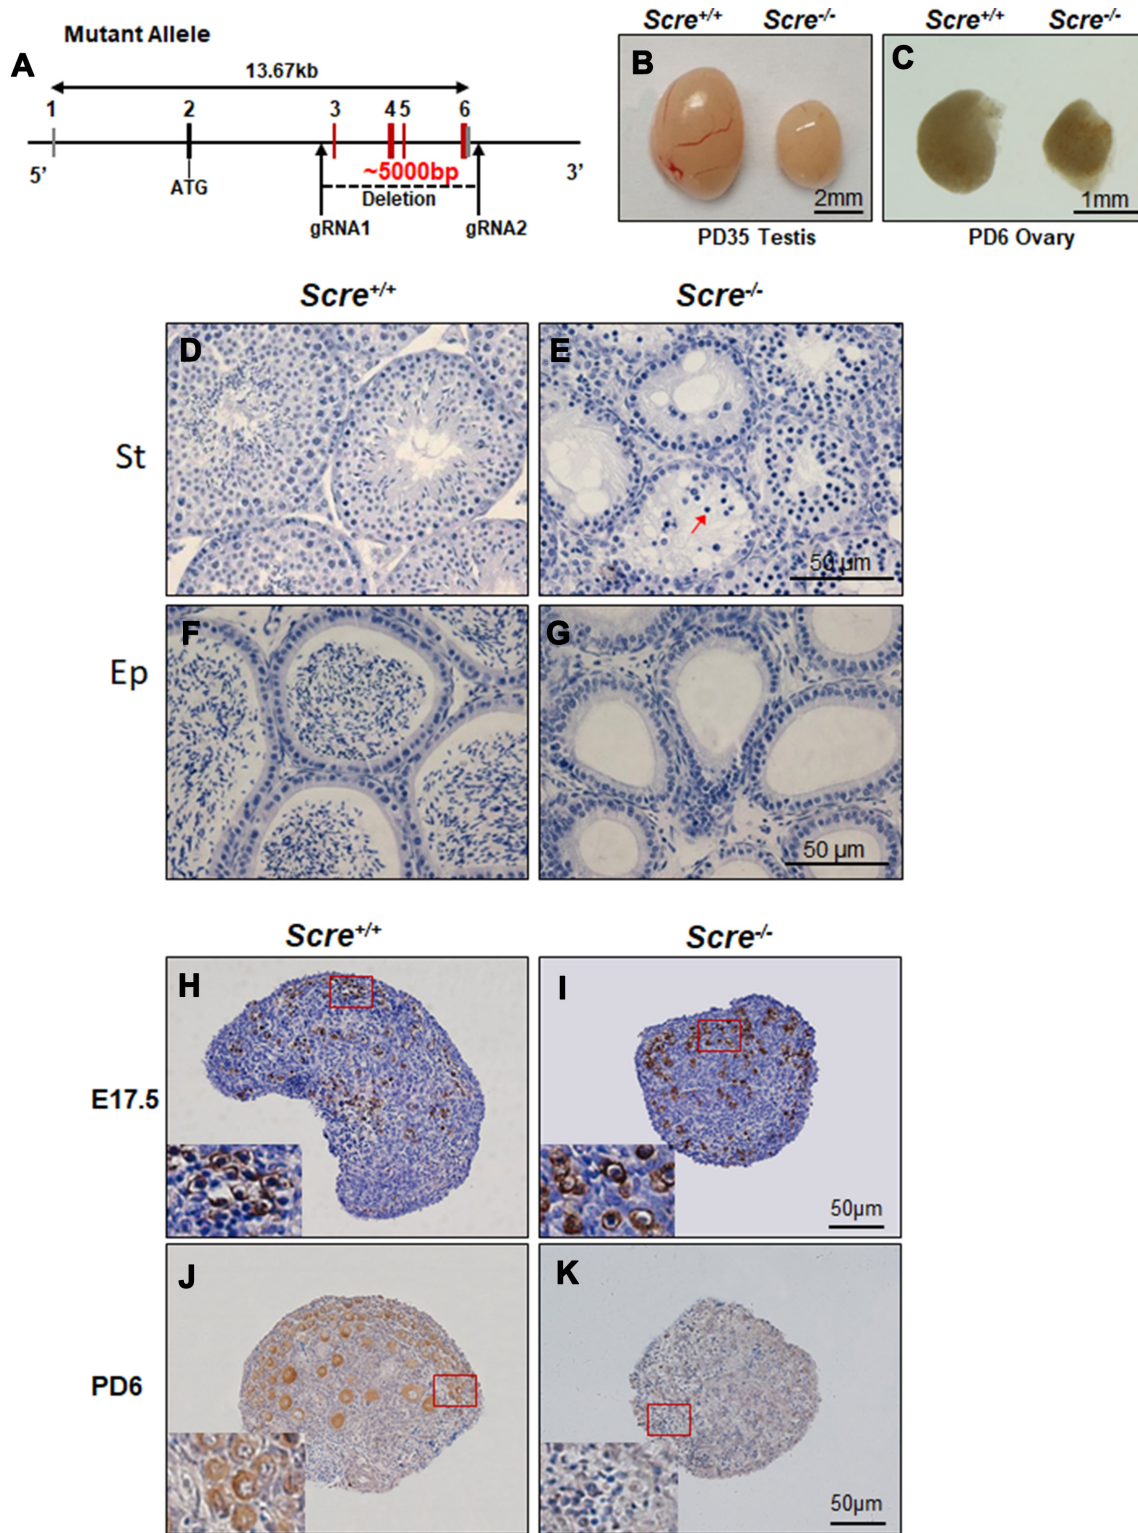 Scre+/+ Scre-/- Scre+/+ Scre-/-
Mutant Allele
A
B
C
13.67kb
1 2 3 4 5 6
5’ 3’
ATG
~5000bp
Deletion
gRNA1 gRNA2
2mm
1mm
PD35 Testis
PD6 Ovary
Scre+/+ Scre-/-
D
E
St
50 µm
F
G
Ep
50 µm
Scre+/+ Scre-/-
H
I
E17.5
50µm
J
K
PD6
50µm